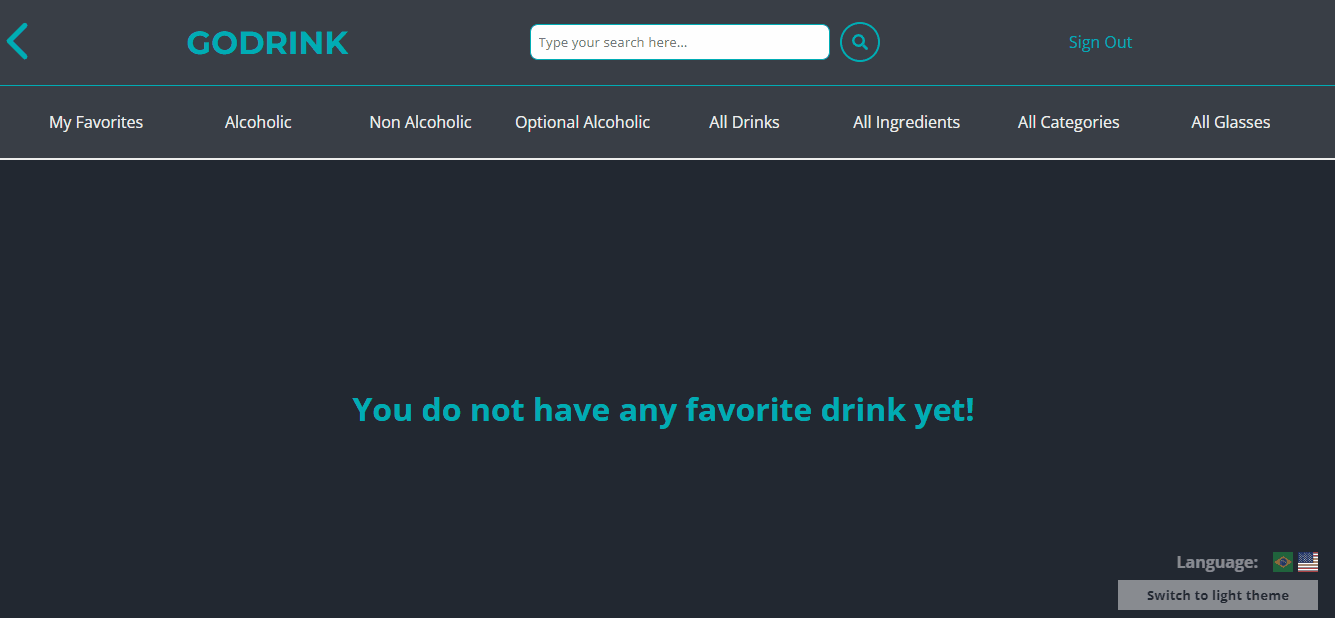 GODRINK
Type your search here...
Sign Out
My Favorites
Alcoholic
Non Alcoholic
Optional Alcoholic
All Drinks
All Ingredients
All Categories
All Glasses
You do not have any favorite drink yet!
Language:
Switch to light theme